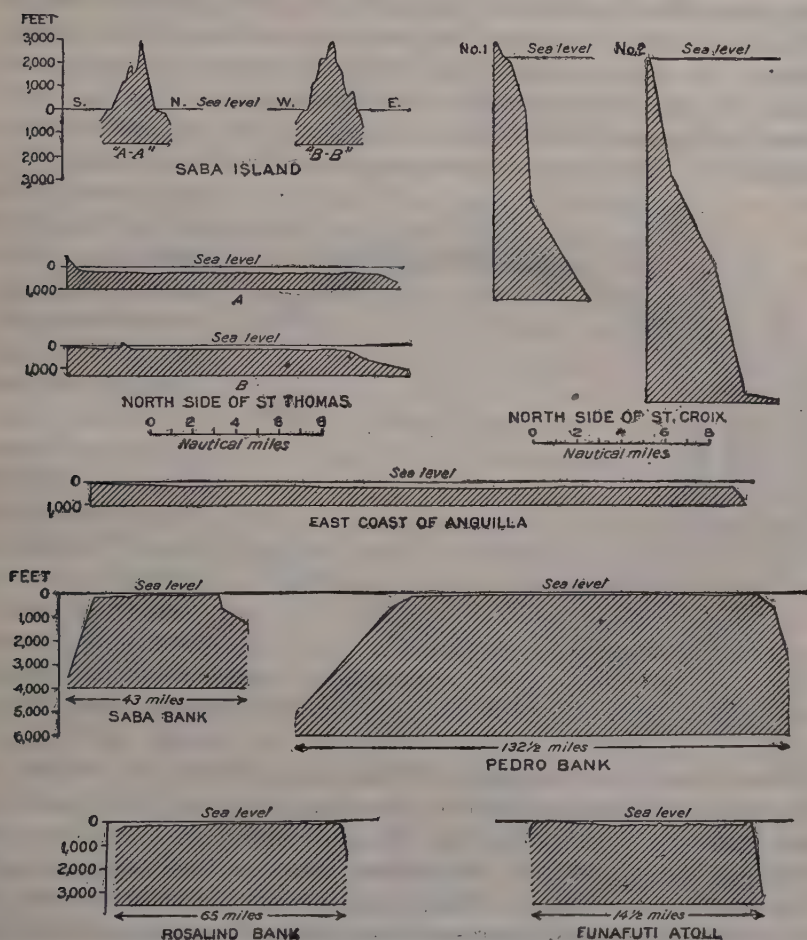 FEET
3,000
2,000
1,000
0
1,000
2,000
3,000
S. N. Sea level W. E.
"A-A" "B-B"
SABA ISLAND
No.1 Sea level No.2 Sea level
Sea level
0
1,000
A
Sea level
0
1,000
B
NORTH SIDE OF ST THOMAS.
0 2 4 6 8
Nautical miles
NORTH SIDE OF ST, CROIX.
0 2 4 6 8
Nautical miles
Sea level
0
1,000
EAST COAST OF ANQUILLA
FEET
0
1,000
2,000
3,000
4,000
5,000
6,000
Sea level Sea level
43 miles
SABA BANK
132½ miles
PEDRO BANK
Sea level Sea level
0
1,000
2,000
3,000
65 miles 14½ miles
ROSALIND BANK FUNAFUTI ATOLL